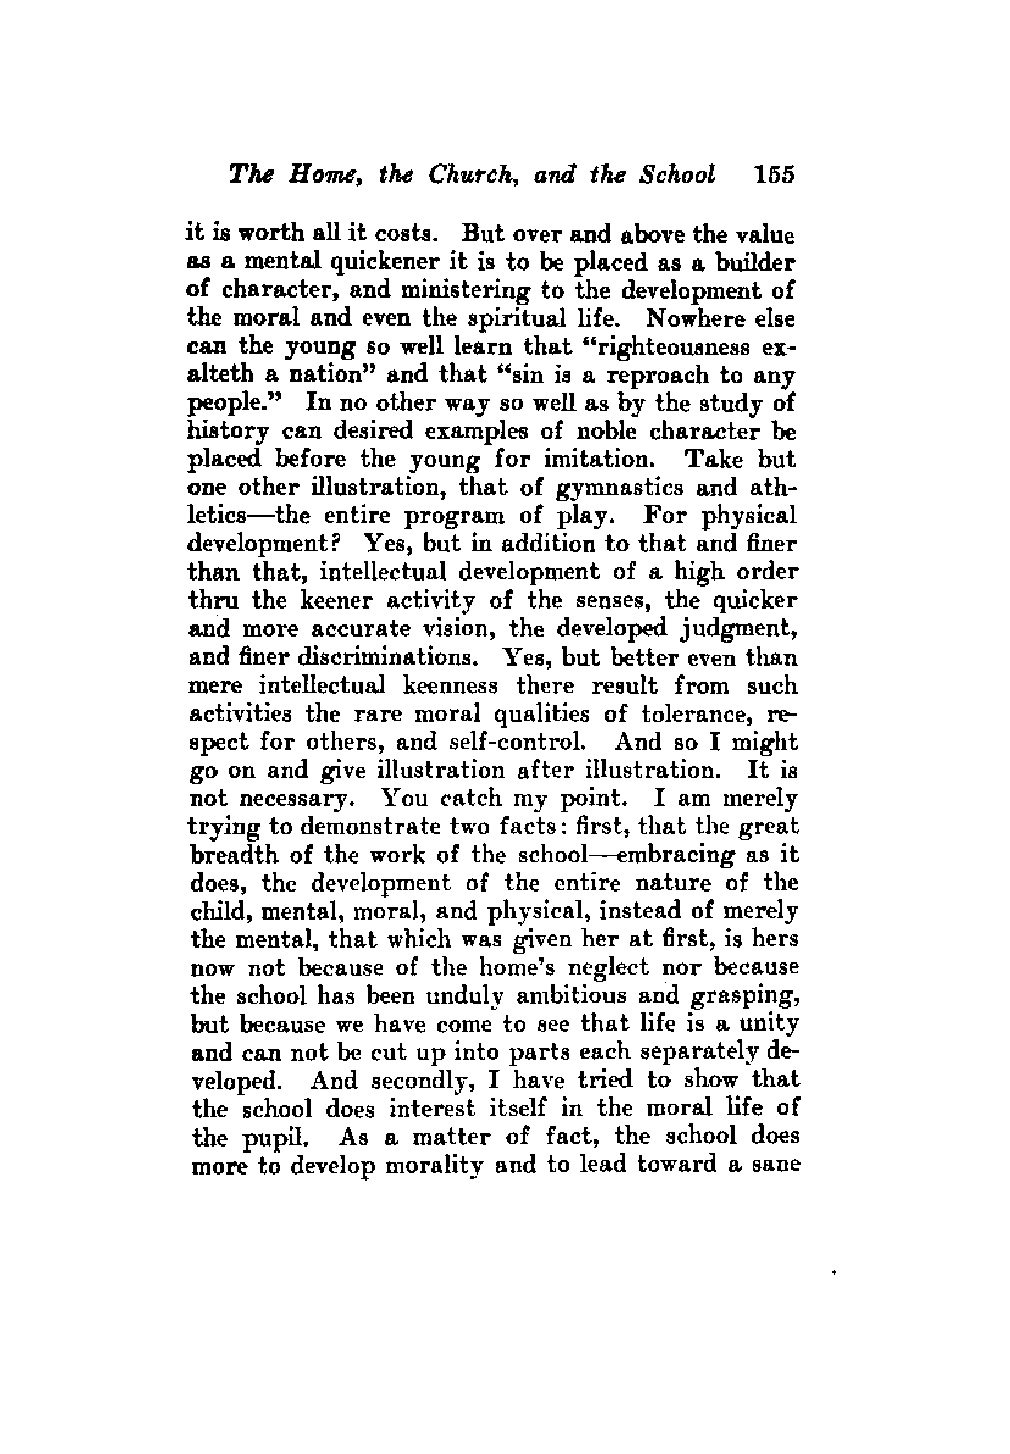 The Home, the Church, and the School 155
it is worth all it costs. But over and above the value
as a mental quickener it is to be placed as a builder
of character, and ministering to the development of
the moral and even the spiritual life. Nowhere else
can the young so well learn that “righteousness ex-
alteth a nation” and that “sin is a reproach to any
people.” In no other way so well as by the study of
history can desired examples of noble character be
placed before the young for imitation. Take but
one other illustration, that of gymnastics and ath-
letics—the entire program of play. For physical
development? Yes, but in addition to that and finer
than that, intellectual development of a high order
thru the keener activity of the senses, the quicker
and more accurate vision, the developed judgment,
and finer discriminations. Yes, but better even than
mere intellectual keenness there result from such
activities the rare moral qualities of tolerance, re-
spect for others, and self-control. And so I might
go on and give illustration after illustration. It is
not necessary. You catch my point. I am merely
trying to demonstrate two facts: first, that the great
breadth of the work of the school—embracing as it
does, the development of the entire nature of the
child, mental, moral, and physical, instead of merely
the mental, that which was given her at first, is hers
now not because of the home’s neglect nor because
the school has been unduly ambitious and grasping,
but because we have come to see that life is a unity
and can not be cut up into parts each separately de-
veloped. And secondly, I have tried to show that
the school does interest itself in the moral life of
the pupil. As a matter of fact, the school does
more to develop morality and to lead toward a sane